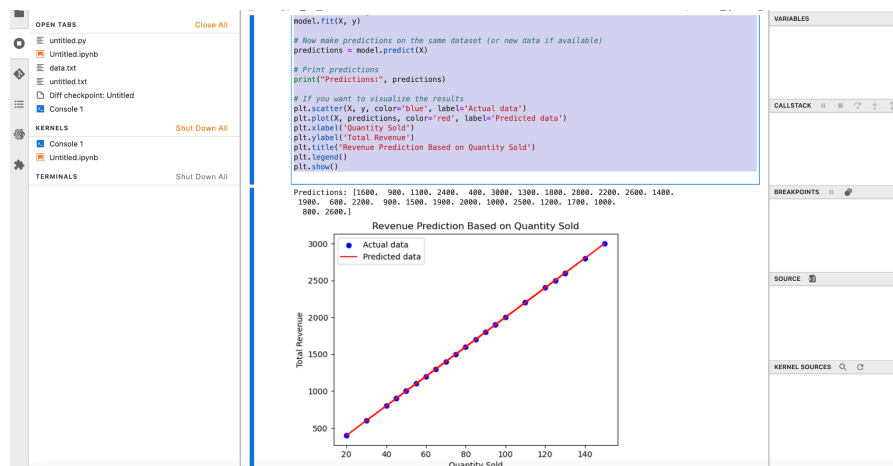 OPEN TABS
Close All
untitled.py
Untitled.ipynb
data.txt
untitled.txt
Diff checkpoint: Untitled
Console 1
KERNELS
Shut Down All
Console 1
Untitled.ipynb
TERMINALS
Shut Down All
model.fit(X, y)
# Now make predictions on the same dataset (or new data if available)
predictions = model.predict(X)
# Print predictions
print("Predictions:", predictions)
# If you want to visualize the results
plt.scatter(X, y, color='blue', label='Actual data')
plt.plot(X, predictions, color='red', label='Predicted data')
plt.xlabel('Quantity Sold')
plt.ylabel('Total Revenue')
plt.title('Revenue Prediction Based on Quantity Sold')
plt.legend()
plt.show()
Predictions: [1600. 900. 1100. 2400. 400. 3000. 1300. 1800. 2800. 2200. 2600. 1400.
1900. 600. 2200. 900. 1500. 1900. 2000. 1000. 2500. 1200. 1700. 1000.
800. 2600.]
Revenue Prediction Based on Quantity Sold
Actual data
Predicted data
3000
2500
2000
1500
1000
500
Total Revenue
20 40 60 80 100 120 140
Quantity Sold
VARIABLES
CALLSTACK
BREAKPOINTS
SOURCE
KERNEL SOURCES